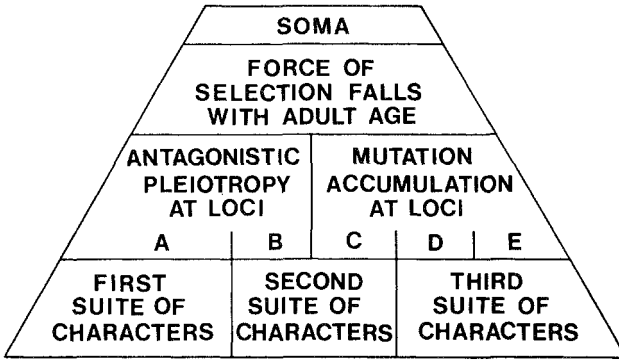 SOMA
FORCE OF
SELECTION FALLS
WITH ADULT AGE
ANTAGONISTIC
PLEIOTROPY
AT LOCI
MUTATION
ACCUMULATION
AT LOCI
A B C D E
FIRST
SUITE OF
CHARACTERS
SECOND
SUITE OF
CHARACTERS
THIRD
SUITE OF
CHARACTERS